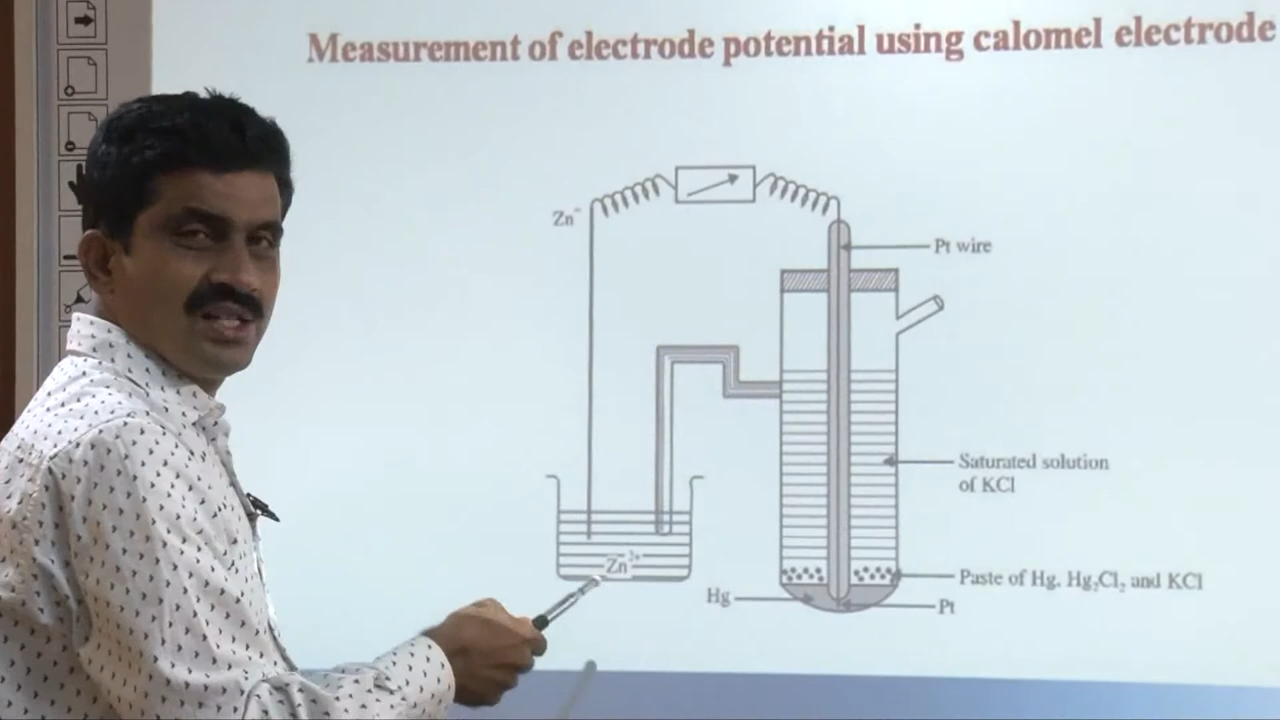 Measurement of electrode potential using calomel electrode
Zn⁻
Pt wire
Saturated solution
of KCl
Zn²⁺
Paste of Hg. Hg₂Cl₂ and KCl
Hg
Pt